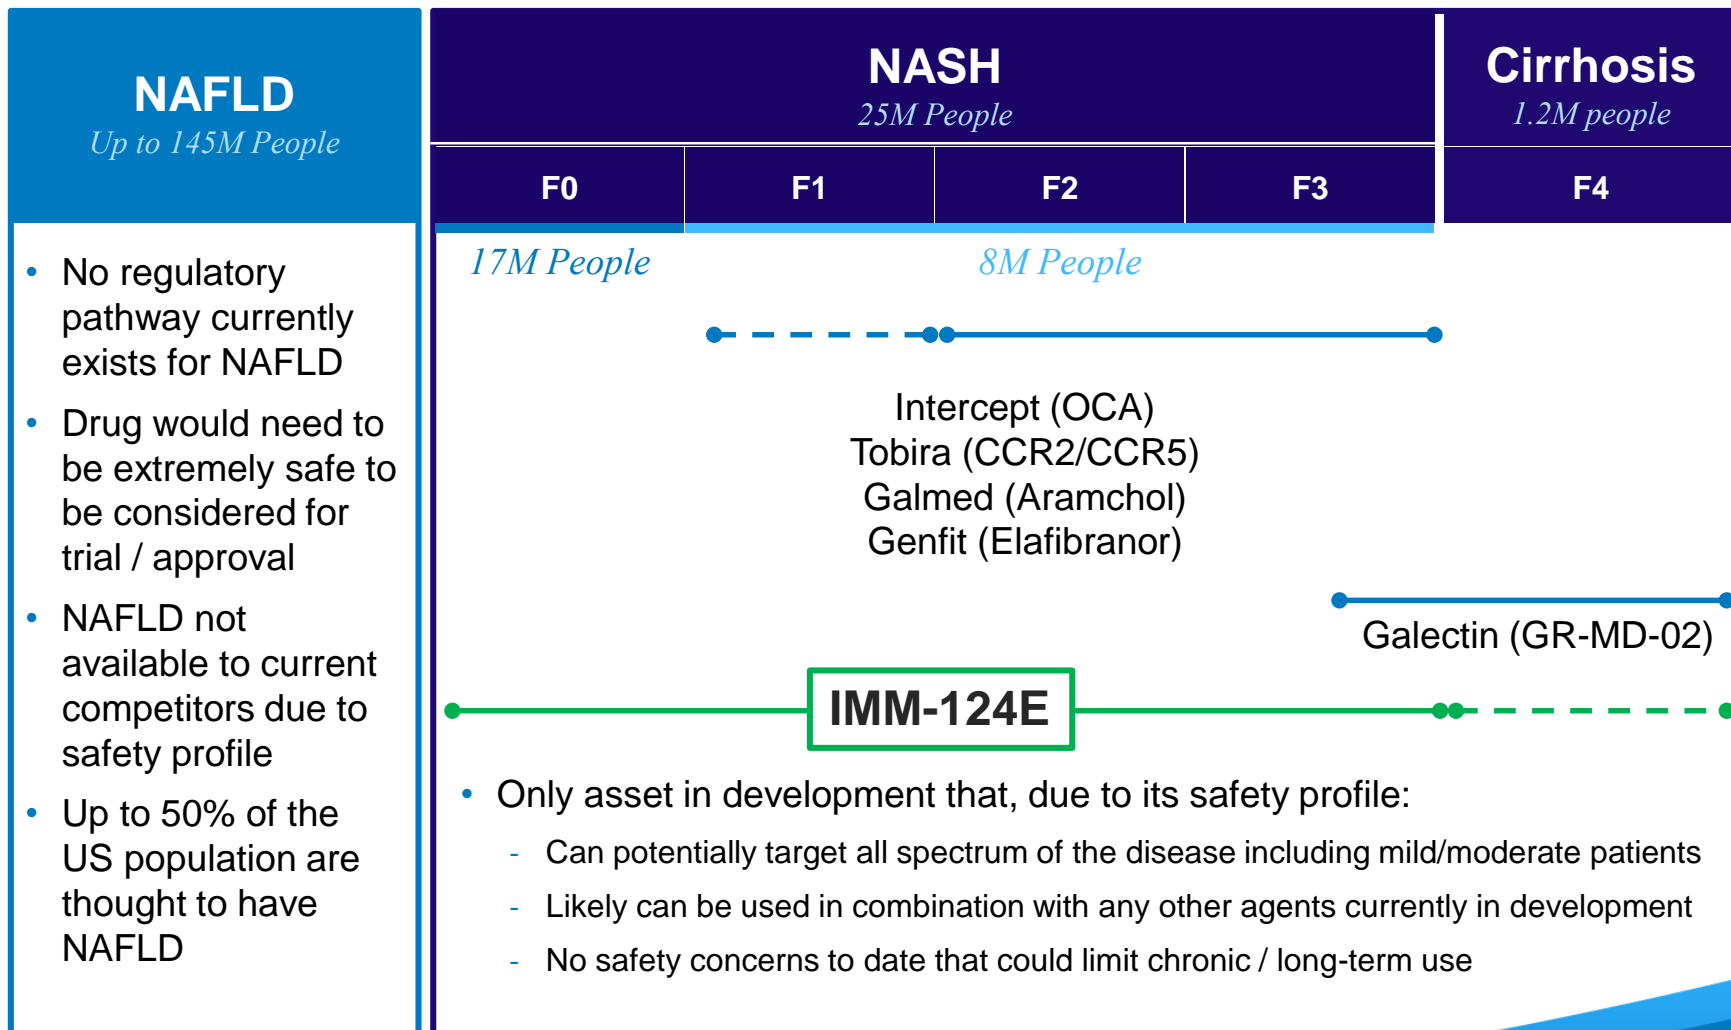 NAFLD
Up to 145M People
• No regulatory
pathway currently
exists for NAFLD
• Drug would need to
be extremely safe to
be considered for
trial / approval
• NAFLD not
available to current
competitors due to
safety profile
• Up to 50% of the
US population are
thought to have
NAFLD
NASH
25M People
Cirrhosis
1.2M people
F0
F1
F2
F3
F4
17M People
8M People
Intercept (OCA)
Tobira (CCR2/CCR5)
Galmed (Aramchol)
Genfit (Elafibranor)
Galectin (GR-MD-02)
IMM-124E
• Only asset in development that, due to its safety profile:
- Can potentially target all spectrum of the disease including mild/moderate patients
- Likely can be used in combination with any other agents currently in development
- No safety concerns to date that could limit chronic / long-term use